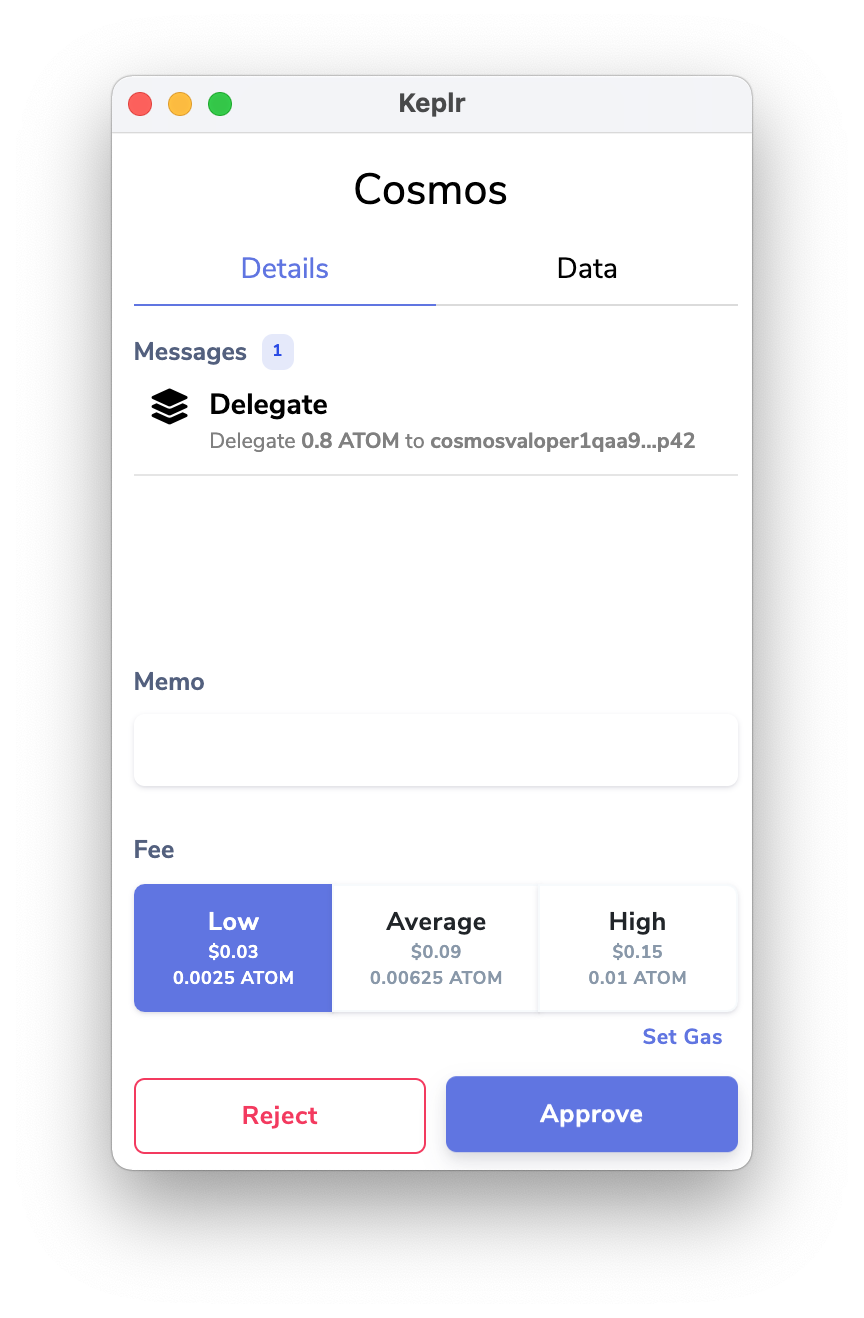 Keplr
Cosmos
Details Data
Messages 1
Delegate
Delegate 0.8 ATOM to cosmosvaloper1qaa9...p42
Memo
Fee
Low Average High
$0.03 $0.09 $0.15
0.0025 ATOM 0.00625 ATOM 0.01 ATOM
Set Gas
Reject Approve